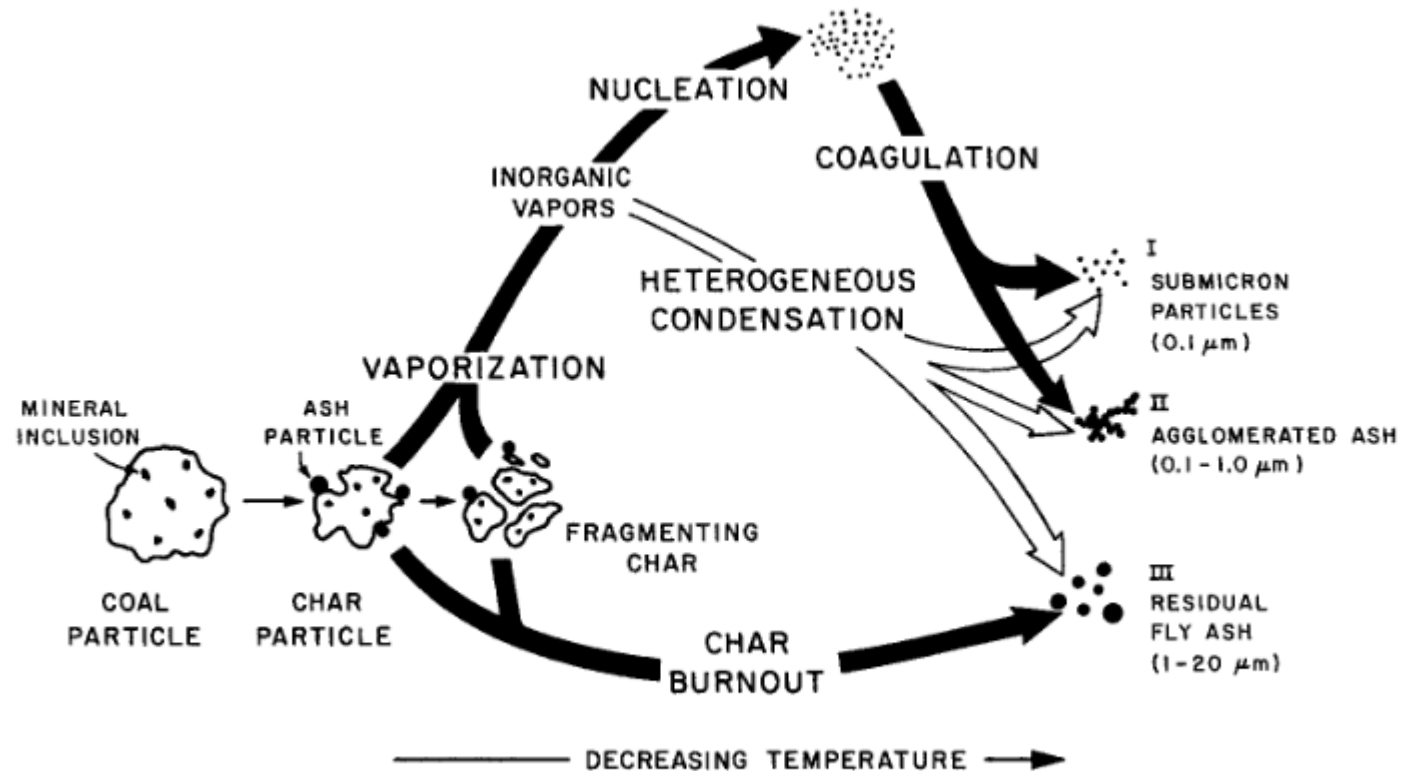 NUCLEATION
COAGULATION
INORGANIC
VAPORS
I
SUBMICRON
PARTICLES
(0.1 μm)
HETEROGENEOUS
CONDENSATION
VAPORIZATION
MINERAL
INCLUSION
ASH
PARTICLE
II
AGGLOMERATED ASH
(0.1-1.0 μm)
FRAGMENTING
CHAR
III
RESIDUAL
FLY ASH
(1-20 μm)
COAL
PARTICLE
CHAR
PARTICLE
CHAR
BURNOUT
DECREASING TEMPERATURE